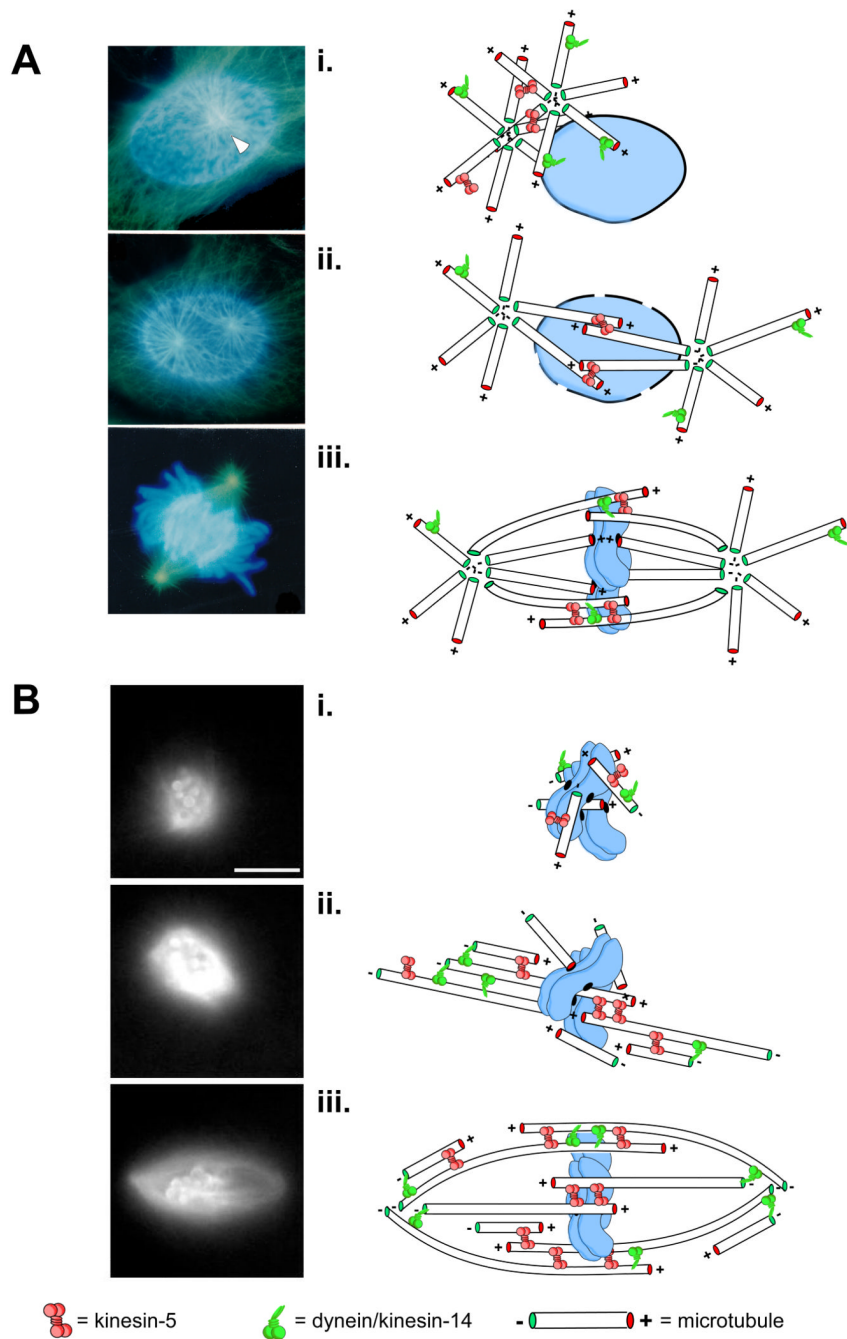 A
i.
ii.
iii.
B
i.
ii.
iii.
= kinesin-5
= dynein/kinesin-14
- + = microtubule